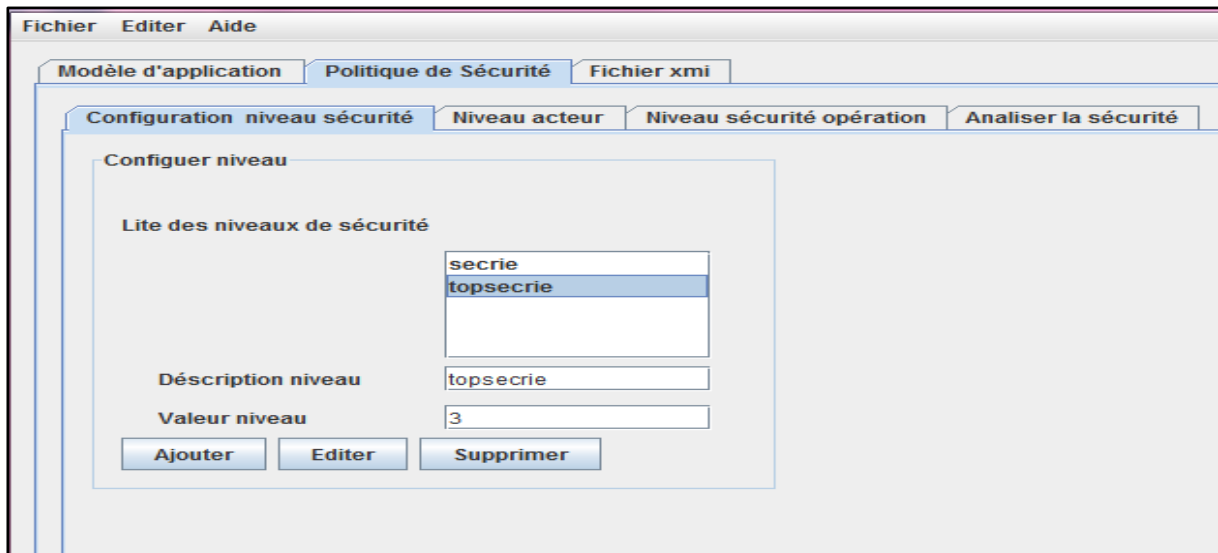 Fichier Editer Aide
Modèle d'application Politique de Sécurité Fichier xmi
Configuration niveau sécurité Niveau acteur Niveau sécurité opération Analiser la sécurité
Configuer niveau
Lite des niveaux de sécurité
secrie
topsecrie
Déscription niveau topsecrie
Valeur niveau 3
Ajouter Editer Supprimer